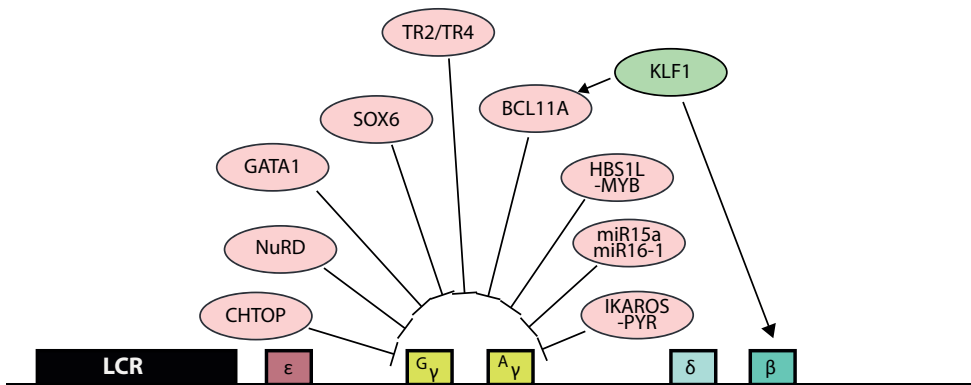 TR2/TR4
KLF1
BCL11A
SOX6
GATA1
HBS1L
-MYB
NuRD
miR15a
miR16-1
CHTOP
IKAROS
-PYR
LCR
ε
Gγ
Aγ
δ
β